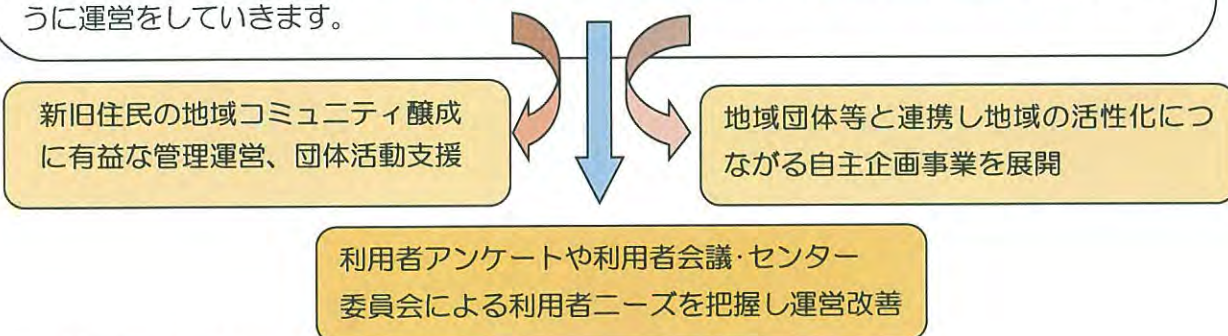 うに運営をしていきます。
新旧住民の地域コミュニティ醸成
に有益な管理運営、団体活動支援
地域団体等と連携し地域の活性化につ
ながる自主企画事業を展開
利用者アンケートや利用者会議・センター
委員会による利用者ニーズを把握し運営改善